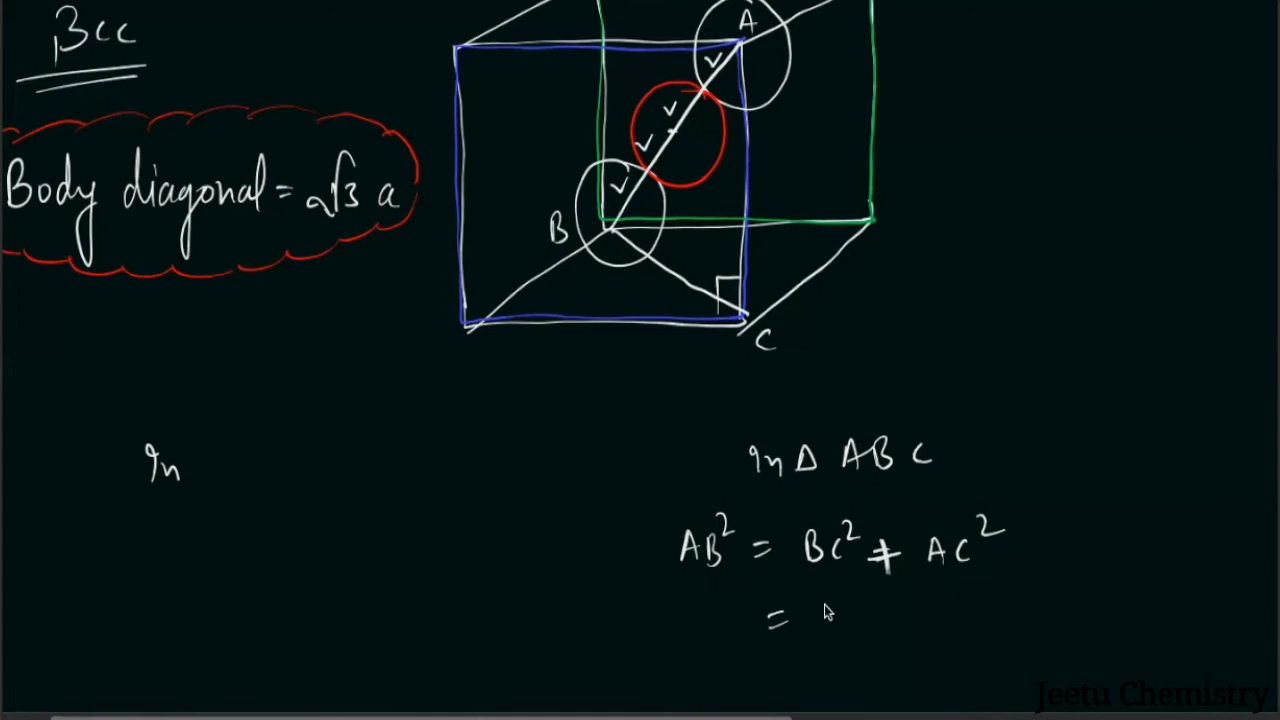 Bcc
A
Body diagonal = √3 a
B
C
In
In Δ ABC
AB² = BC² + AC²
=
Jeetu Chemistry